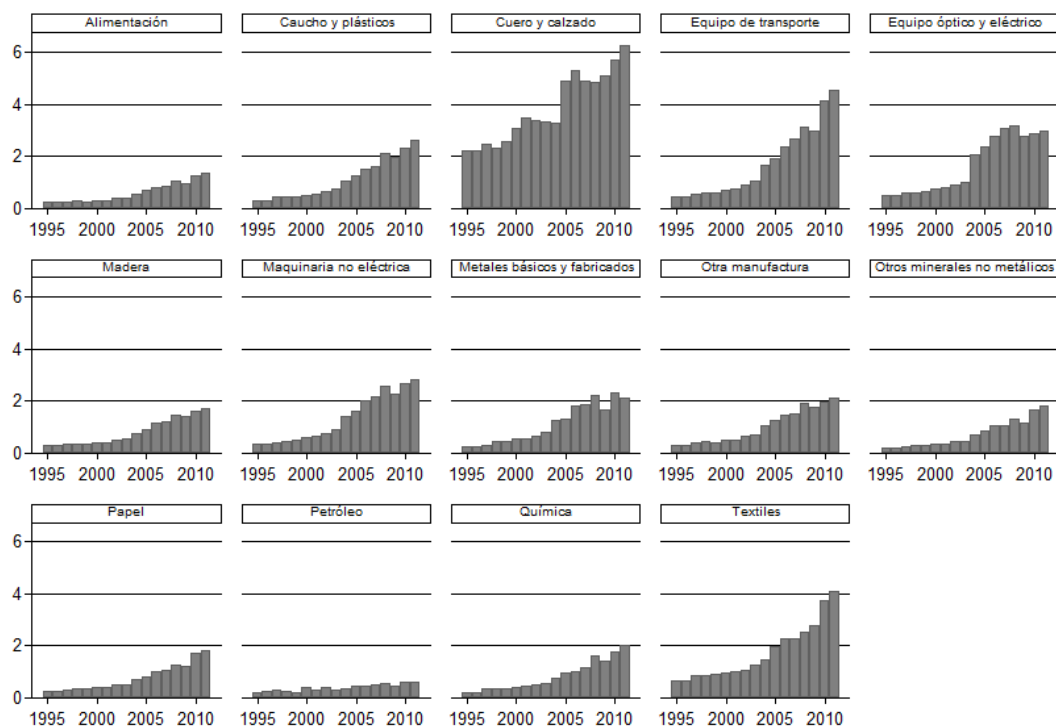 Alimentación
Caucho y plásticos
Cuero y calzado
Equipo de transporte
Equipo óptico y eléctrico
6
4
2
0
1995 2000 2005 2010
1995 2000 2005 2010
1995 2000 2005 2010
1995 2000 2005 2010
1995 2000 2005 2010
Madera
Maquinaria no eléctrica
Metales básicos y fabricados
Otra manufactura
Otros minerales no metálicos
6
4
2
0
1995 2000 2005 2010
1995 2000 2005 2010
1995 2000 2005 2010
1995 2000 2005 2010
1995 2000 2005 2010
Papel
Petróleo
Química
Textiles
6
4
2
0
1995 2000 2005 2010
1995 2000 2005 2010
1995 2000 2005 2010
1995 2000 2005 2010